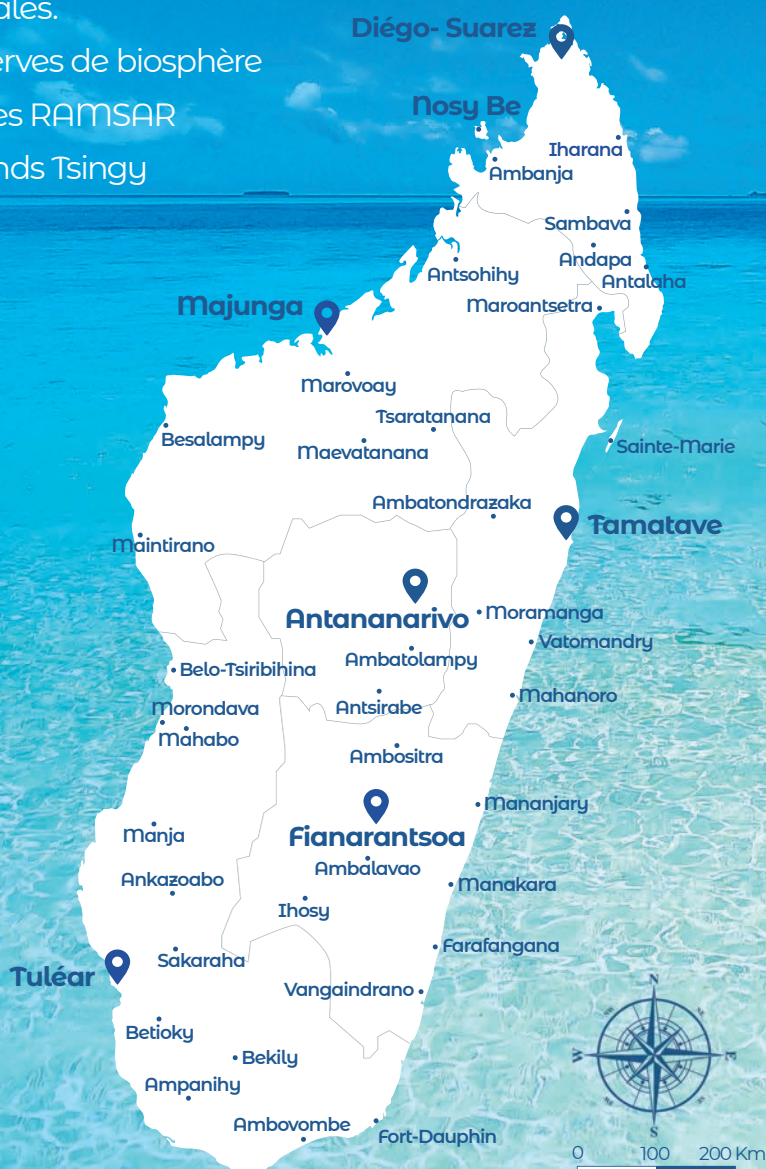 ales.
erves de biosphère
es RAMSAR
nds Tsingy
Diégo- Suarez
Nosy Be
Iharana
Ambanja
Sambava
Andapa
Antsohihy
Antalaha
Majunga
Maroantsetra
Marovoay
Tsaratanana
Besalampy
Maevatanana
Sainte-Marie
Ambatondrazaka
Tamatave
Maintirano
Antananarivo
Moramanga
Vatomandry
Ambatolampy
Belo-Tsiribihina
Mahanoro
Antsirabe
Morondava
Mahabo
Ambositra
Mananjary
Manja
Fianarantsoa
Ambalavao
Ankazoabo
Manakara
Ihosy
Farafangana
Sakaraha
Tuléar
Vangaindrano
Betioky
Bekily
Ampanihy
Ambovombe
Fort-Dauphin
N
W
E
S
0 100 200 Km